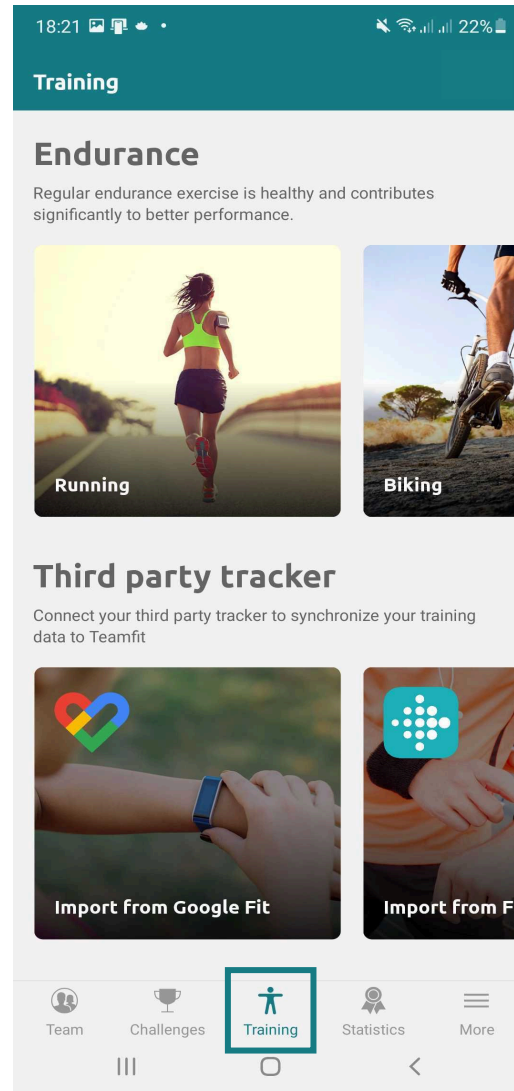 18:21
22%
Training
Endurance
Regular endurance exercise is healthy and contributes
significantly to better performance.
Running
Biking
Third party tracker
Connect your third party tracker to synchronize your training
data to Teamfit
Import from Google Fit
Import from F
Team
Challenges
Training
Statistics
More